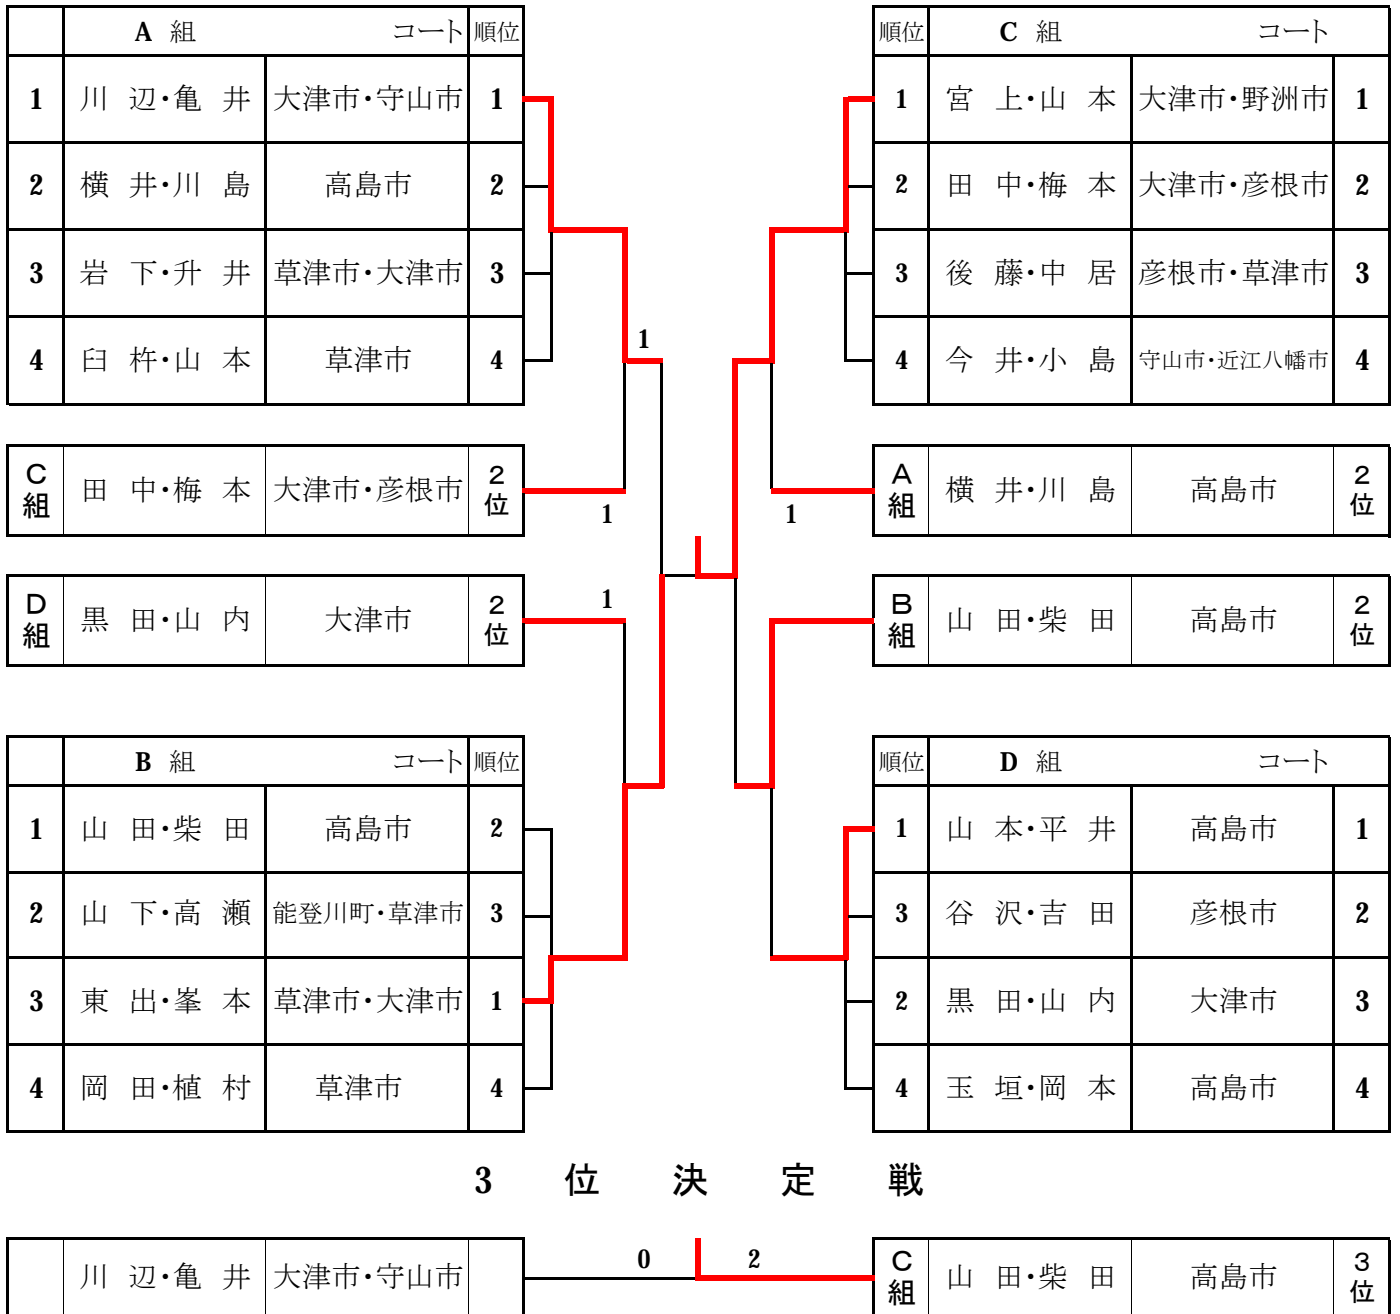 A 組 コート 順位
1 川 辺・亀 井 大津市・守山市 1
2 横 井・川 島 高島市 2
3 岩 下・升 井 草津市・大津市 3
4 臼 杵・山 本 草津市 4
順位 C 組 コート
1 宮 上・山 本 大津市・野洲市 1
2 田 中・梅 本 大津市・彦根市 2
3 後 藤・中 居 彦根市・草津市 3
4 今 井・小 島 守山市・近江八幡市 4
1
C組 田 中・梅 本 大津市・彦根市 2位
1
1
A組 横 井・川 島 高島市 2位
D組 黒 田・山 内 大津市 2位
1
B組 山 田・柴 田 高島市 2位
B 組 コート 順位
1 山 田・柴 田 高島市 2
2 山 下・高 瀬 能登川町・草津市 3
3 東 出・峯 本 草津市・大津市 1
4 岡 田・植 村 草津市 4
順位 D 組 コート
1 山 本・平 井 高島市 1
3 谷 沢・吉 田 彦根市 2
2 黒 田・山 内 大津市 3
4 玉 垣・岡 本 高島市 4
3 位 決 定 戦
川 辺・亀 井 大津市・守山市
0 2
C組 山 田・柴 田 高島市 3位